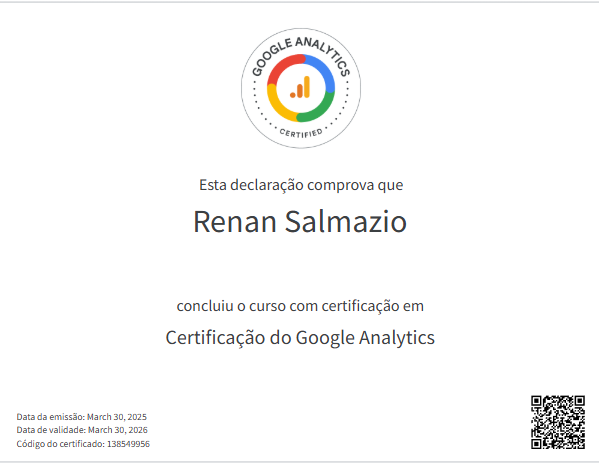 GOOGLE ANALYTICS
CERTIFIED
Esta declaração comprova que
Renan Salmazio
concluiu o curso com certificação em
Certificação do Google Analytics
Data da emissão: March 30, 2025
Data de validade: March 30, 2026
Código do certificado: 138549956